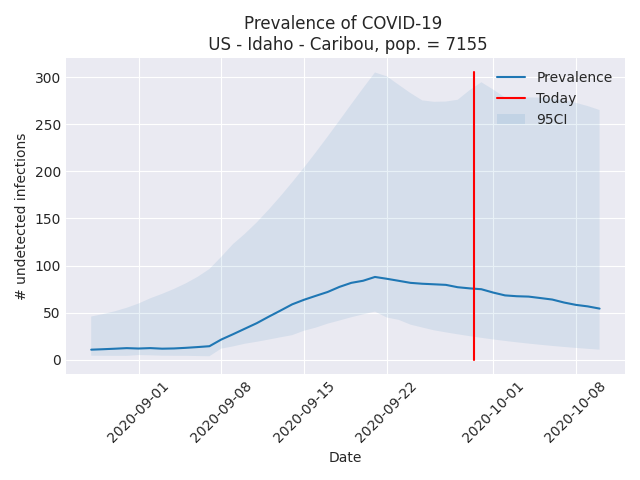 Prevalence of COVID-19
US - Idaho - Caribou, pop. = 7155
300
250
200
150
100
50
0
# undetected infections
Prevalence
Today
95CI
2020-09-01
2020-09-08
2020-09-15
2020-09-22
2020-10-01
2020-10-08
Date